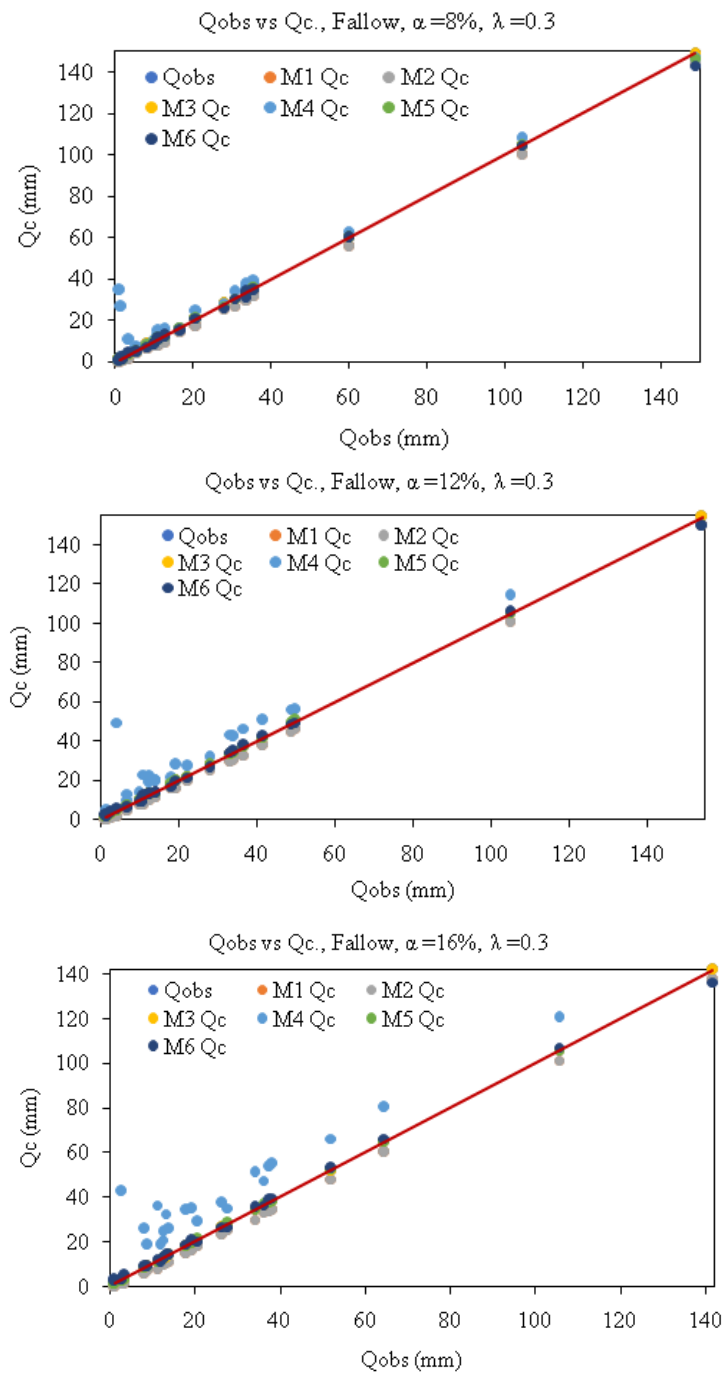 Qobs vs Qc., Fallow, α=8%, λ=0.3
140
120
100
80
60
40
20
0
Qc (mm)
Qobs M1 Qc M2 Qc
M3 Qc M4 Qc M5 Qc
M6 Qc
0 20 40 60 80 100 120 140
Qobs (mm)
Qobs vs Qc., Fallow, α=12%, λ=0.3
140
120
100
80
60
40
20
0
Qc (mm)
Qobs M1 Qc M2 Qc
M3 Qc M4 Qc M5 Qc
M6 Qc
0 20 40 60 80 100 120 140
Qobs (mm)
Qobs vs Qc., Fallow, α=16%, λ=0.3
140
120
100
80
60
40
20
0
Qc (mm)
Qobs M1 Qc M2 Qc
M3 Qc M4 Qc M5 Qc
M6 Qc
0 20 40 60 80 100 120 140
Qobs (mm)